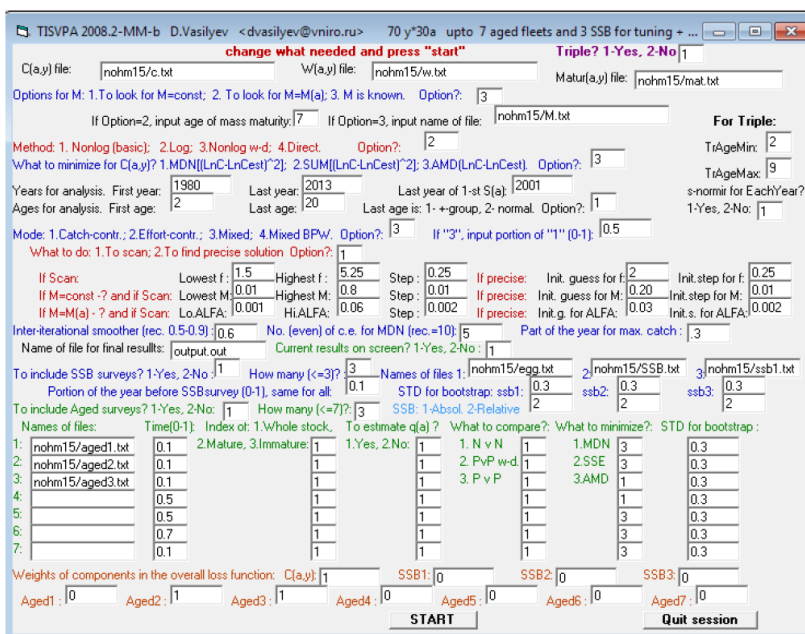 TISVPA 2008.2-MM-b D.Vasilyev <dvasilyev@vniro.ru> 70 y*30a upto 7 aged fleets and 3 SSB for tuning + ...
change what needed and press "start" Triple? 1-Yes, 2-No 1
C(a,y) file: nohm15/c.txt W(a,y) file: nohm15/w.txt Matur(a,y) file: nohm15/mat.txt
Options for M: 1.To look for M=const; 2. To look for M=M(a); 3. M is known. Option?: 3
If Option=2, input age of mass maturity: 7 If Option=3, input name of file: nohm15/M.txt For Triple:
Method: 1. Nonlog (basic); 2.Log; 3.Nonlog w-d; 4.Direct. Option?: 2 TrAgeMin: 2
What to minimize for C(a,y)? 1.MDN[(LnC-LnCest)^2]; 2.SUM[(LnC-LnCest)^2]; 3.AMD(LnC-LnCest). Option?: 3
TrAgeMax: 9
Years for analysis. First year: 1980 Last year: 2013 Last year of 1-st S(a): 2001 s-normir for EachYear?
Ages for analysis. First age: 2 Last age: 20 Last age is: 1- +-group, 2- normal. Option?: 1 1-Yes, 2-No: 1
Mode: 1.Catch-contr.; 2.Effort-contr.; 3.Mixed; 4.Mixed BPW. Option?: 3 If "3", input portion of "1" (0-1): 0.5
What to do: 1.To scan; 2.To find precise solution Option?: 1
If Scan: Lowest f : 1.5 Highest f : 5.25 Step : 0.25 If precise: Init. guess for f: 2 Init.step for f: 0.25
If M=const -? and if Scan: Lowest M: 0.01 Highest M: 0.8 Step : 0.01 If precise: Init. guess for M: 0.20 Init.step for M: 0.01
If M=M(a) - ? and if Scan: Lo.ALFA: 0.001 Hi.ALFA: 0.06 Step : 0.002 If precise: Init.g. for ALFA: 0.03 Init.s. for ALFA: 0.002
Inter-iterational smoother (rec. 0.5-0.9) : 0.6 No. (even) of c.e. for MDN (rec.=10): 5 Part of the year for max. catch : .3
Name of file for final resullts: output.out Current results on screen? 1-Yes, 2-No : 1
To include SSB surveys? 1-Yes, 2-No : 1 How many (<=3)?: 3 Names of files 1: nohm15/egg.txt 2: nohm15/SSB.txt 3: nohm15/ssb1.txt
Portion of the year before SSBsurvey (0-1), same for all: 0.1 STD for bootstrap: ssb1: 0.3 ssb2: 0.3 ssb3: 0.3
To include Aged surveys? 1-Yes, 2-No: 1 How many (<=7)?: 3 SSB: 1-Absol. 2-Relative 2 2 2
Names of files: Time(0-1): Index of: 1.Whole stock, To estimate q(a) ? What to compare?: What to minimize?: STD for bootstrap :
1: nohm15/aged1.txt 0.1 2.Mature, 3.Immature: 1 1.Yes, 2.No: 1 1. N v N 1 1.MDN 3 0.3
2: nohm15/aged2.txt 0.1 1 1 2. PvP w-d. 1 2.SSE 3 0.3
3: nohm15/aged3.txt 0.1 1 1 3. P v P 1 3.AMD 3 0.3
4: 0.5 1 1 1 1 0.3
5: 0.5 1 1 1 3 0.3
6: 0.7 1 1 1 3 0.3
7: 0.1 1 1 1 3 0.3
Weights of components in the overall loss function: C(a,y): 1 SSB1: 0 SSB2: 0 SSB3: 0
Aged1 : 0 Aged2 : 1 Aged3 : 1 Aged4 : 0 Aged5 : 0 Aged6 : 0 Aged7 : 0
START Quit session